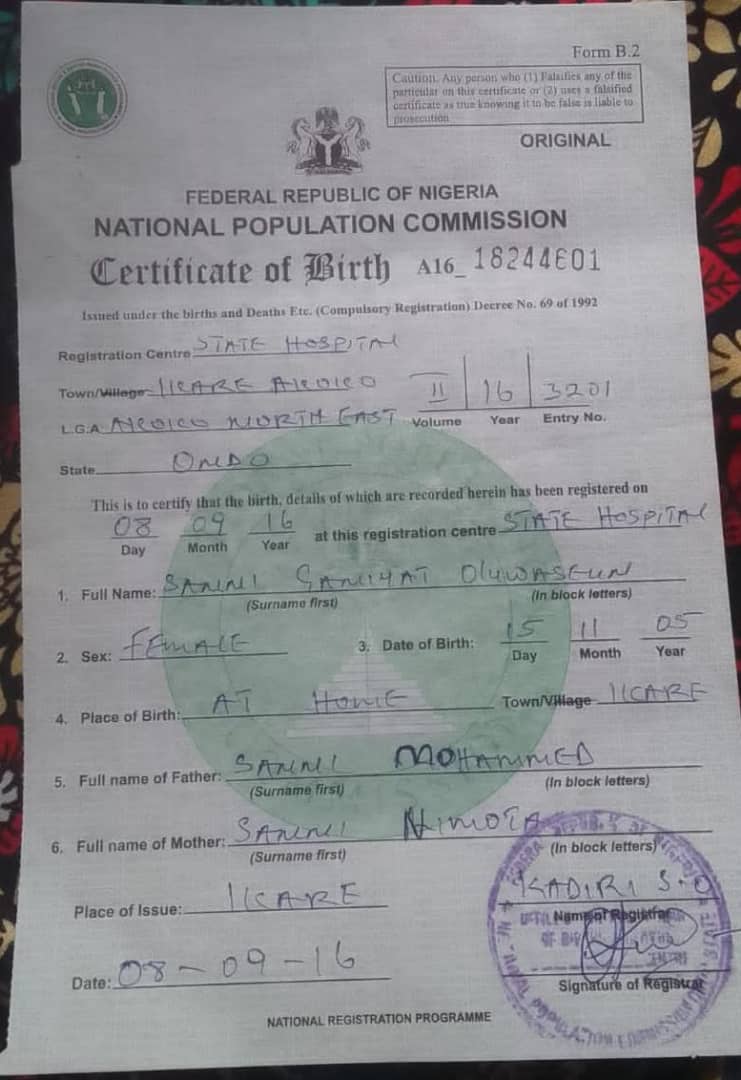 Form B.2
Caution. Any person who (1) Falsifies any of the
particular on this certificate or (2) uses a falsified
certificate as true knowing it to be false is liable to
prosecution
ORIGINAL
FEDERAL REPUBLIC OF NIGERIA
NATIONAL POPULATION COMMISSION
Certificate of Birth A16_ 18244601
Issued under the births and Deaths Etc. (Compulsory Registration) Decree No. 69 of 1992
Registration Centre STATE HOSPITAL
Town/Village IKARE AKOKO II 16 3201
L.G.A AKOKO NORTH EAST Volume Year Entry No.
State ONDO
This is to certify that the birth, details of which are recorded herein has been registered on
08 09 16 at this registration centre STATE HOSPITAL
Day Month Year
1. Full Name: SANNI SANIYAT OLUWASEUN
(Surname first) (In block letters)
2. Sex: FEMALE 3. Date of Birth: 15 11 05
Day Month Year
4. Place of Birth: AT HOME Town/Village IKARE
5. Full name of Father: SANNI MOHAMMED
(Surname first) (In block letters)
6. Full name of Mother: SANNI NIMOTA
(Surname first) (In block letters)
Place of Issue: IKARE KADIRI S.O
Name of Registrar
Date: 08-09-16
Signature of Registrar
NATIONAL REGISTRATION PROGRAMME